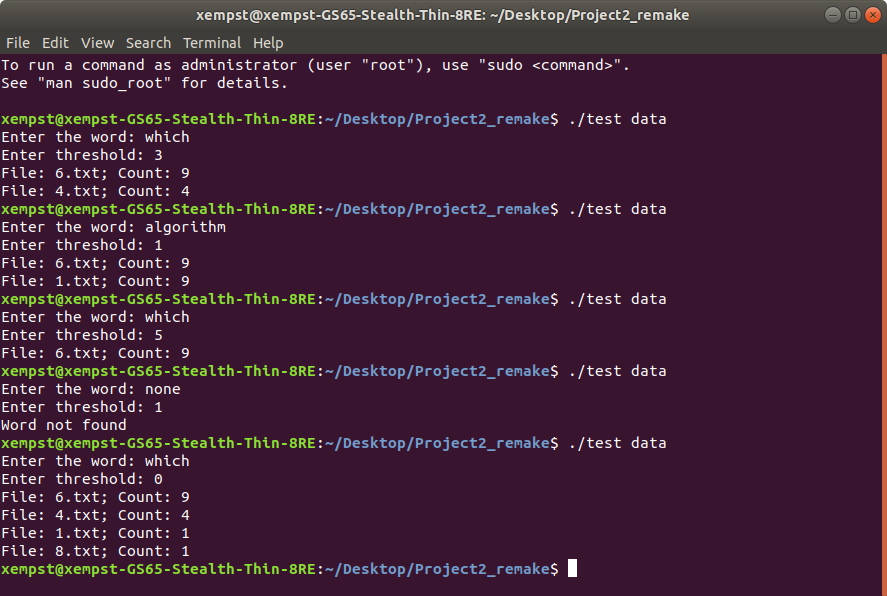 xempst@xempst-GS65-Stealth-Thin-8RE: ~/Desktop/Project2_remake
File Edit View Search Terminal Help
To run a command as administrator (user "root"), use "sudo <command>".
See "man sudo_root" for details.
xempst@xempst-GS65-Stealth-Thin-8RE:~/Desktop/Project2_remake$ ./test data
Enter the word: which
Enter threshold: 3
File: 6.txt; Count: 9
File: 4.txt; Count: 4
xempst@xempst-GS65-Stealth-Thin-8RE:~/Desktop/Project2_remake$ ./test data
Enter the word: algorithm
Enter threshold: 1
File: 6.txt; Count: 9
File: 1.txt; Count: 9
xempst@xempst-GS65-Stealth-Thin-8RE:~/Desktop/Project2_remake$ ./test data
Enter the word: which
Enter threshold: 5
File: 6.txt; Count: 9
xempst@xempst-GS65-Stealth-Thin-8RE:~/Desktop/Project2_remake$ ./test data
Enter the word: none
Enter threshold: 1
Word not found
xempst@xempst-GS65-Stealth-Thin-8RE:~/Desktop/Project2_remake$ ./test data
Enter the word: which
Enter threshold: 0
File: 6.txt; Count: 9
File: 4.txt; Count: 4
File: 1.txt; Count: 1
File: 8.txt; Count: 1
xempst@xempst-GS65-Stealth-Thin-8RE:~/Desktop/Project2_remake$